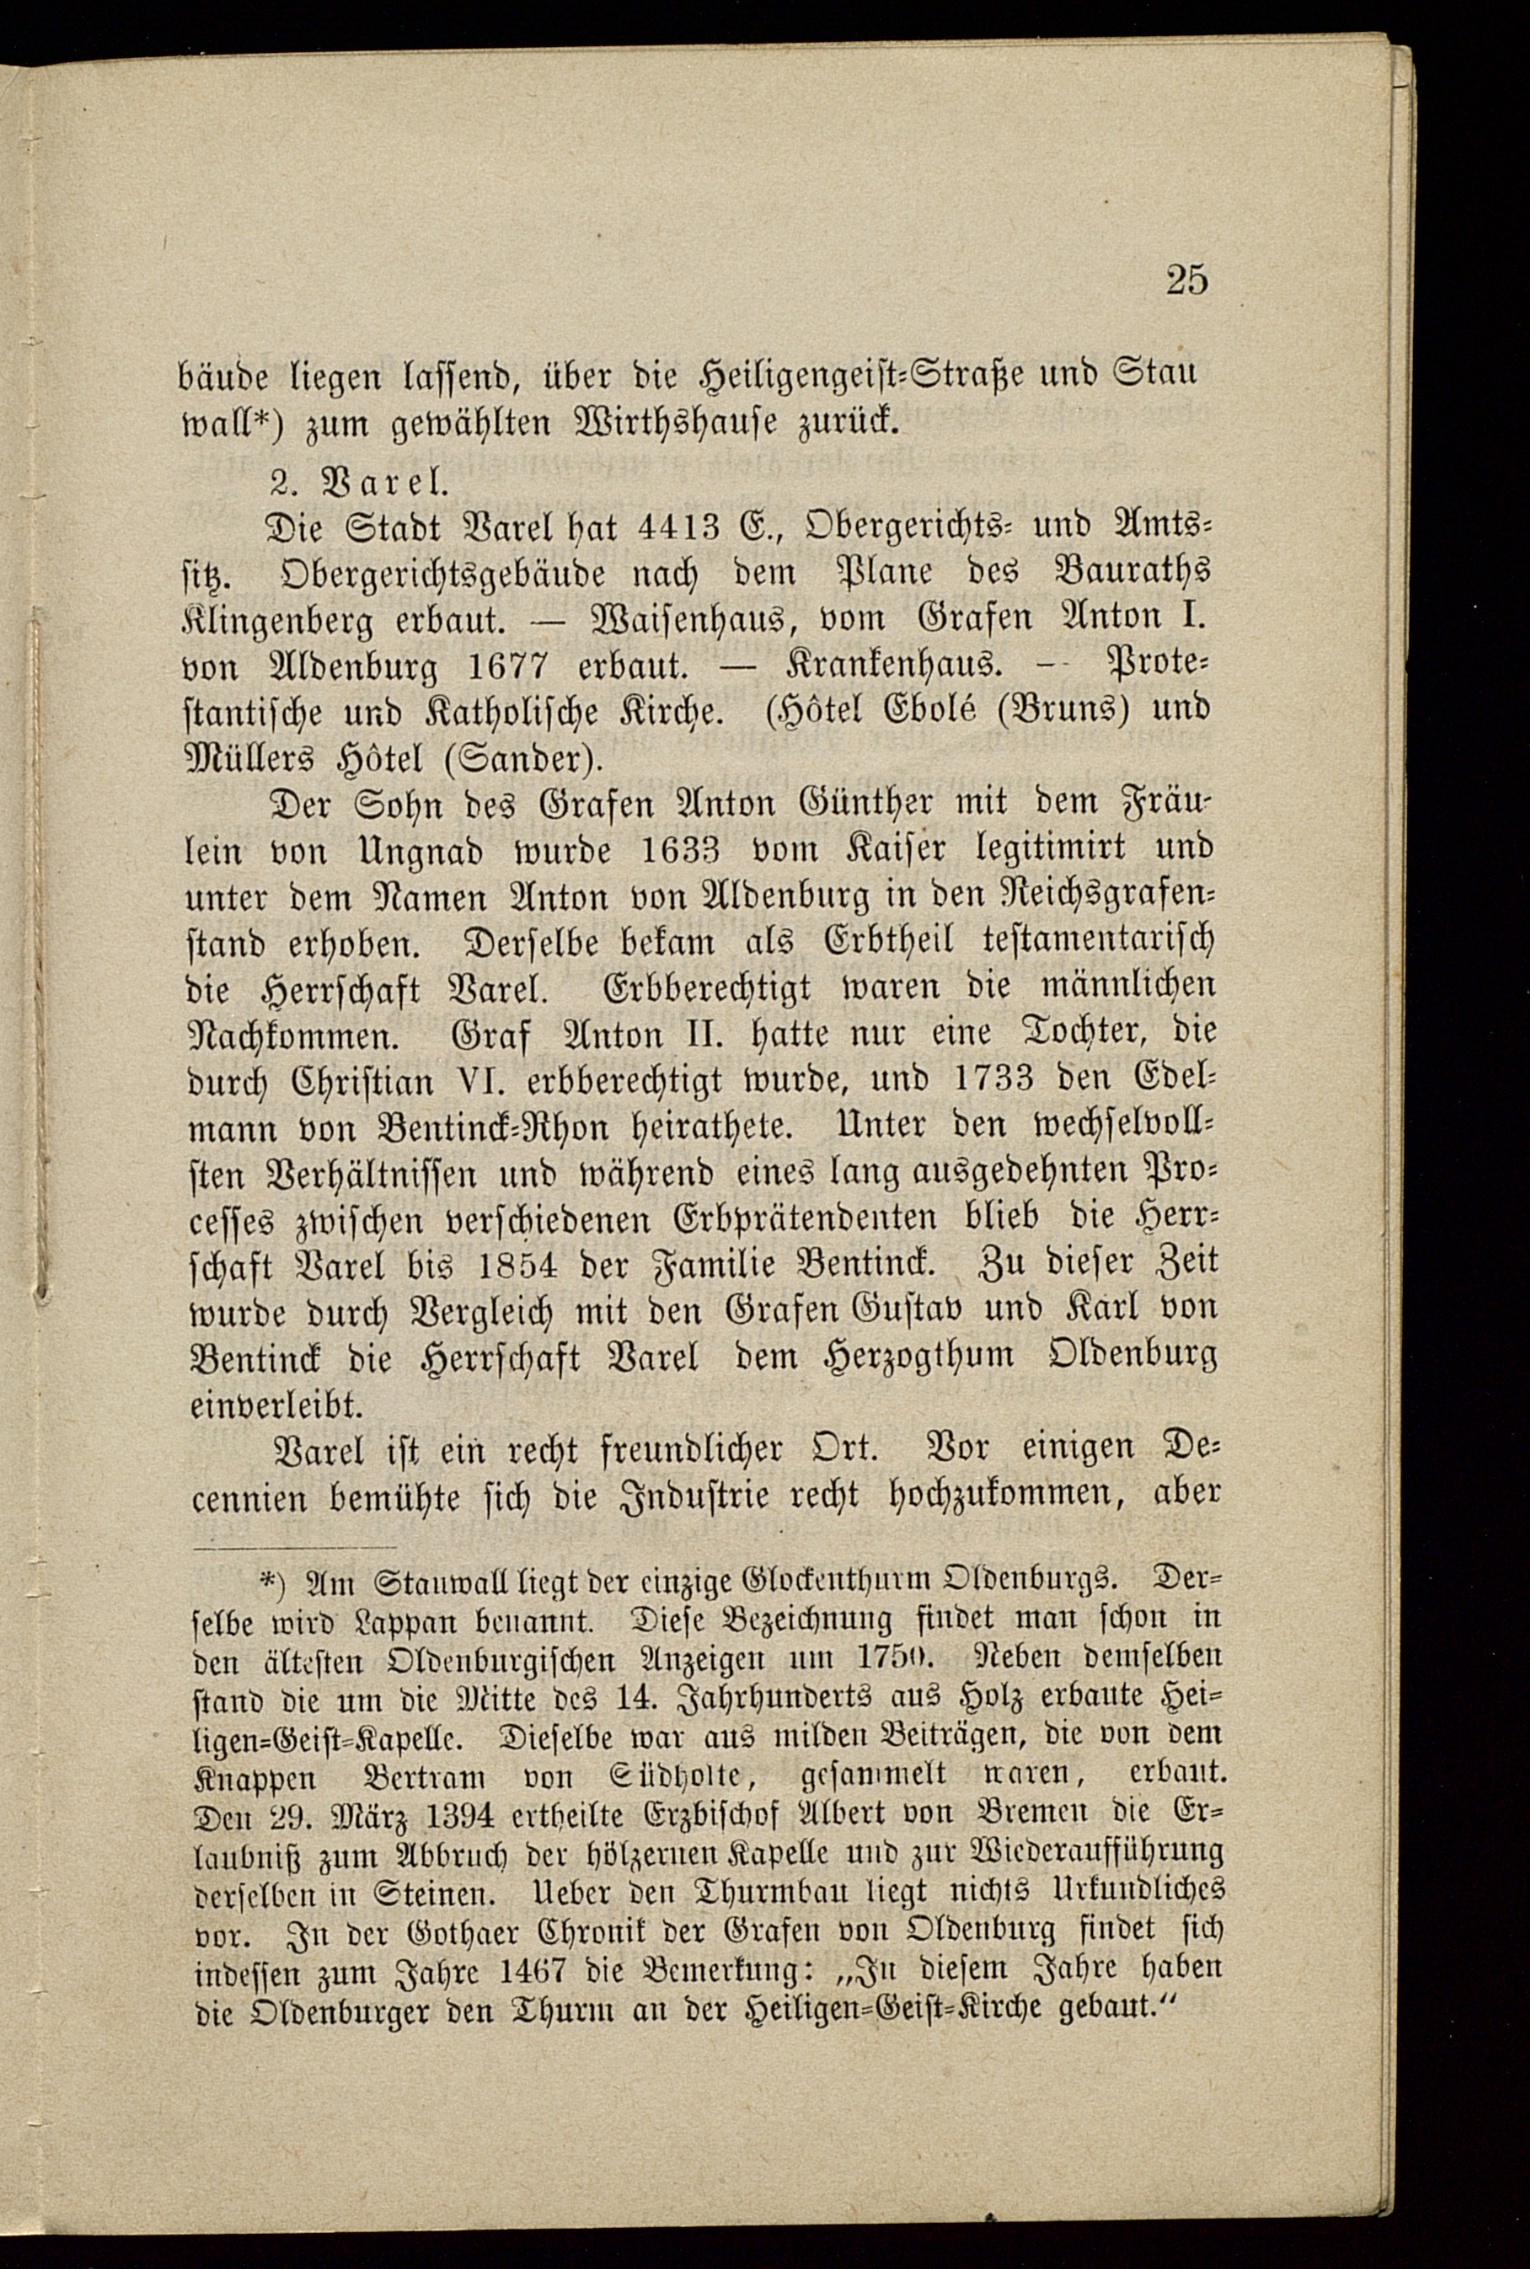 25
bäude liegen lassend, über die Heiligengeist-Straße und Stau
wall*) zum gewählten Wirthshause zurück.
2. Varel.
Die Stadt Varel hat 4413 E., Obergerichts- und Amts-
sitz. Obergerichtsgebäude nach dem Plane des Bauraths
Klingenberg erbaut. — Waisenhaus, vom Grafen Anton I.
von Aldenburg 1677 erbaut. — Krankenhaus. — Prote-
stantische und Katholische Kirche. (Hôtel Ebolé (Bruns) und
Müllers Hôtel (Sander).
Der Sohn des Grafen Anton Günther mit dem Fräu-
lein von Ungnad wurde 1633 vom Kaiser legitimirt und
unter dem Namen Anton von Aldenburg in den Reichsgrafen-
stand erhoben. Derselbe bekam als Erbtheil testamentarisch
die Herrschaft Varel. Erbberechtigt waren die männlichen
Nachkommen. Graf Anton II. hatte nur eine Tochter, die
durch Christian VI. erbberechtigt wurde, und 1733 den Edel-
mann von Bentinck-Rhon heirathete. Unter den wechselvoll-
sten Verhältnissen und während eines lang ausgedehnten Pro-
cesses zwischen verschiedenen Erbprätendenten blieb die Herr-
schaft Varel bis 1854 der Familie Bentinck. Zu dieser Zeit
wurde durch Vergleich mit den Grafen Gustav und Karl von
Bentinck die Herrschaft Varel dem Herzogthum Oldenburg
einverleibt.
Varel ist ein recht freundlicher Ort. Vor einigen De-
cennien bemühte sich die Industrie recht hochzukommen, aber
*) Am Stauwall liegt der einzige Glockenthurm Oldenburgs. Der-
selbe wird Lappan benannt. Diese Bezeichnung findet man schon in
den ältesten Oldenburgischen Anzeigen um 1750. Neben demselben
stand die um die Mitte des 14. Jahrhunderts aus Holz erbaute Hei-
ligen-Geist-Kapelle. Dieselbe war aus milden Beiträgen, die von dem
Knappen Bertram von Südholte, gesammelt waren, erbaut.
Den 29. März 1394 ertheilte Erzbischof Albert von Bremen die Er-
laubniß zum Abbruch der hölzernen Kapelle und zur Wiederaufführung
derselben in Steinen. Ueber den Thurmbau liegt nichts Urkundliches
vor. In der Gothaer Chronik der Grafen von Oldenburg findet sich
indessen zum Jahre 1467 die Bemerkung: „In diesem Jahre haben
die Oldenburger den Thurm an der Heiligen-Geist-Kirche gebaut."